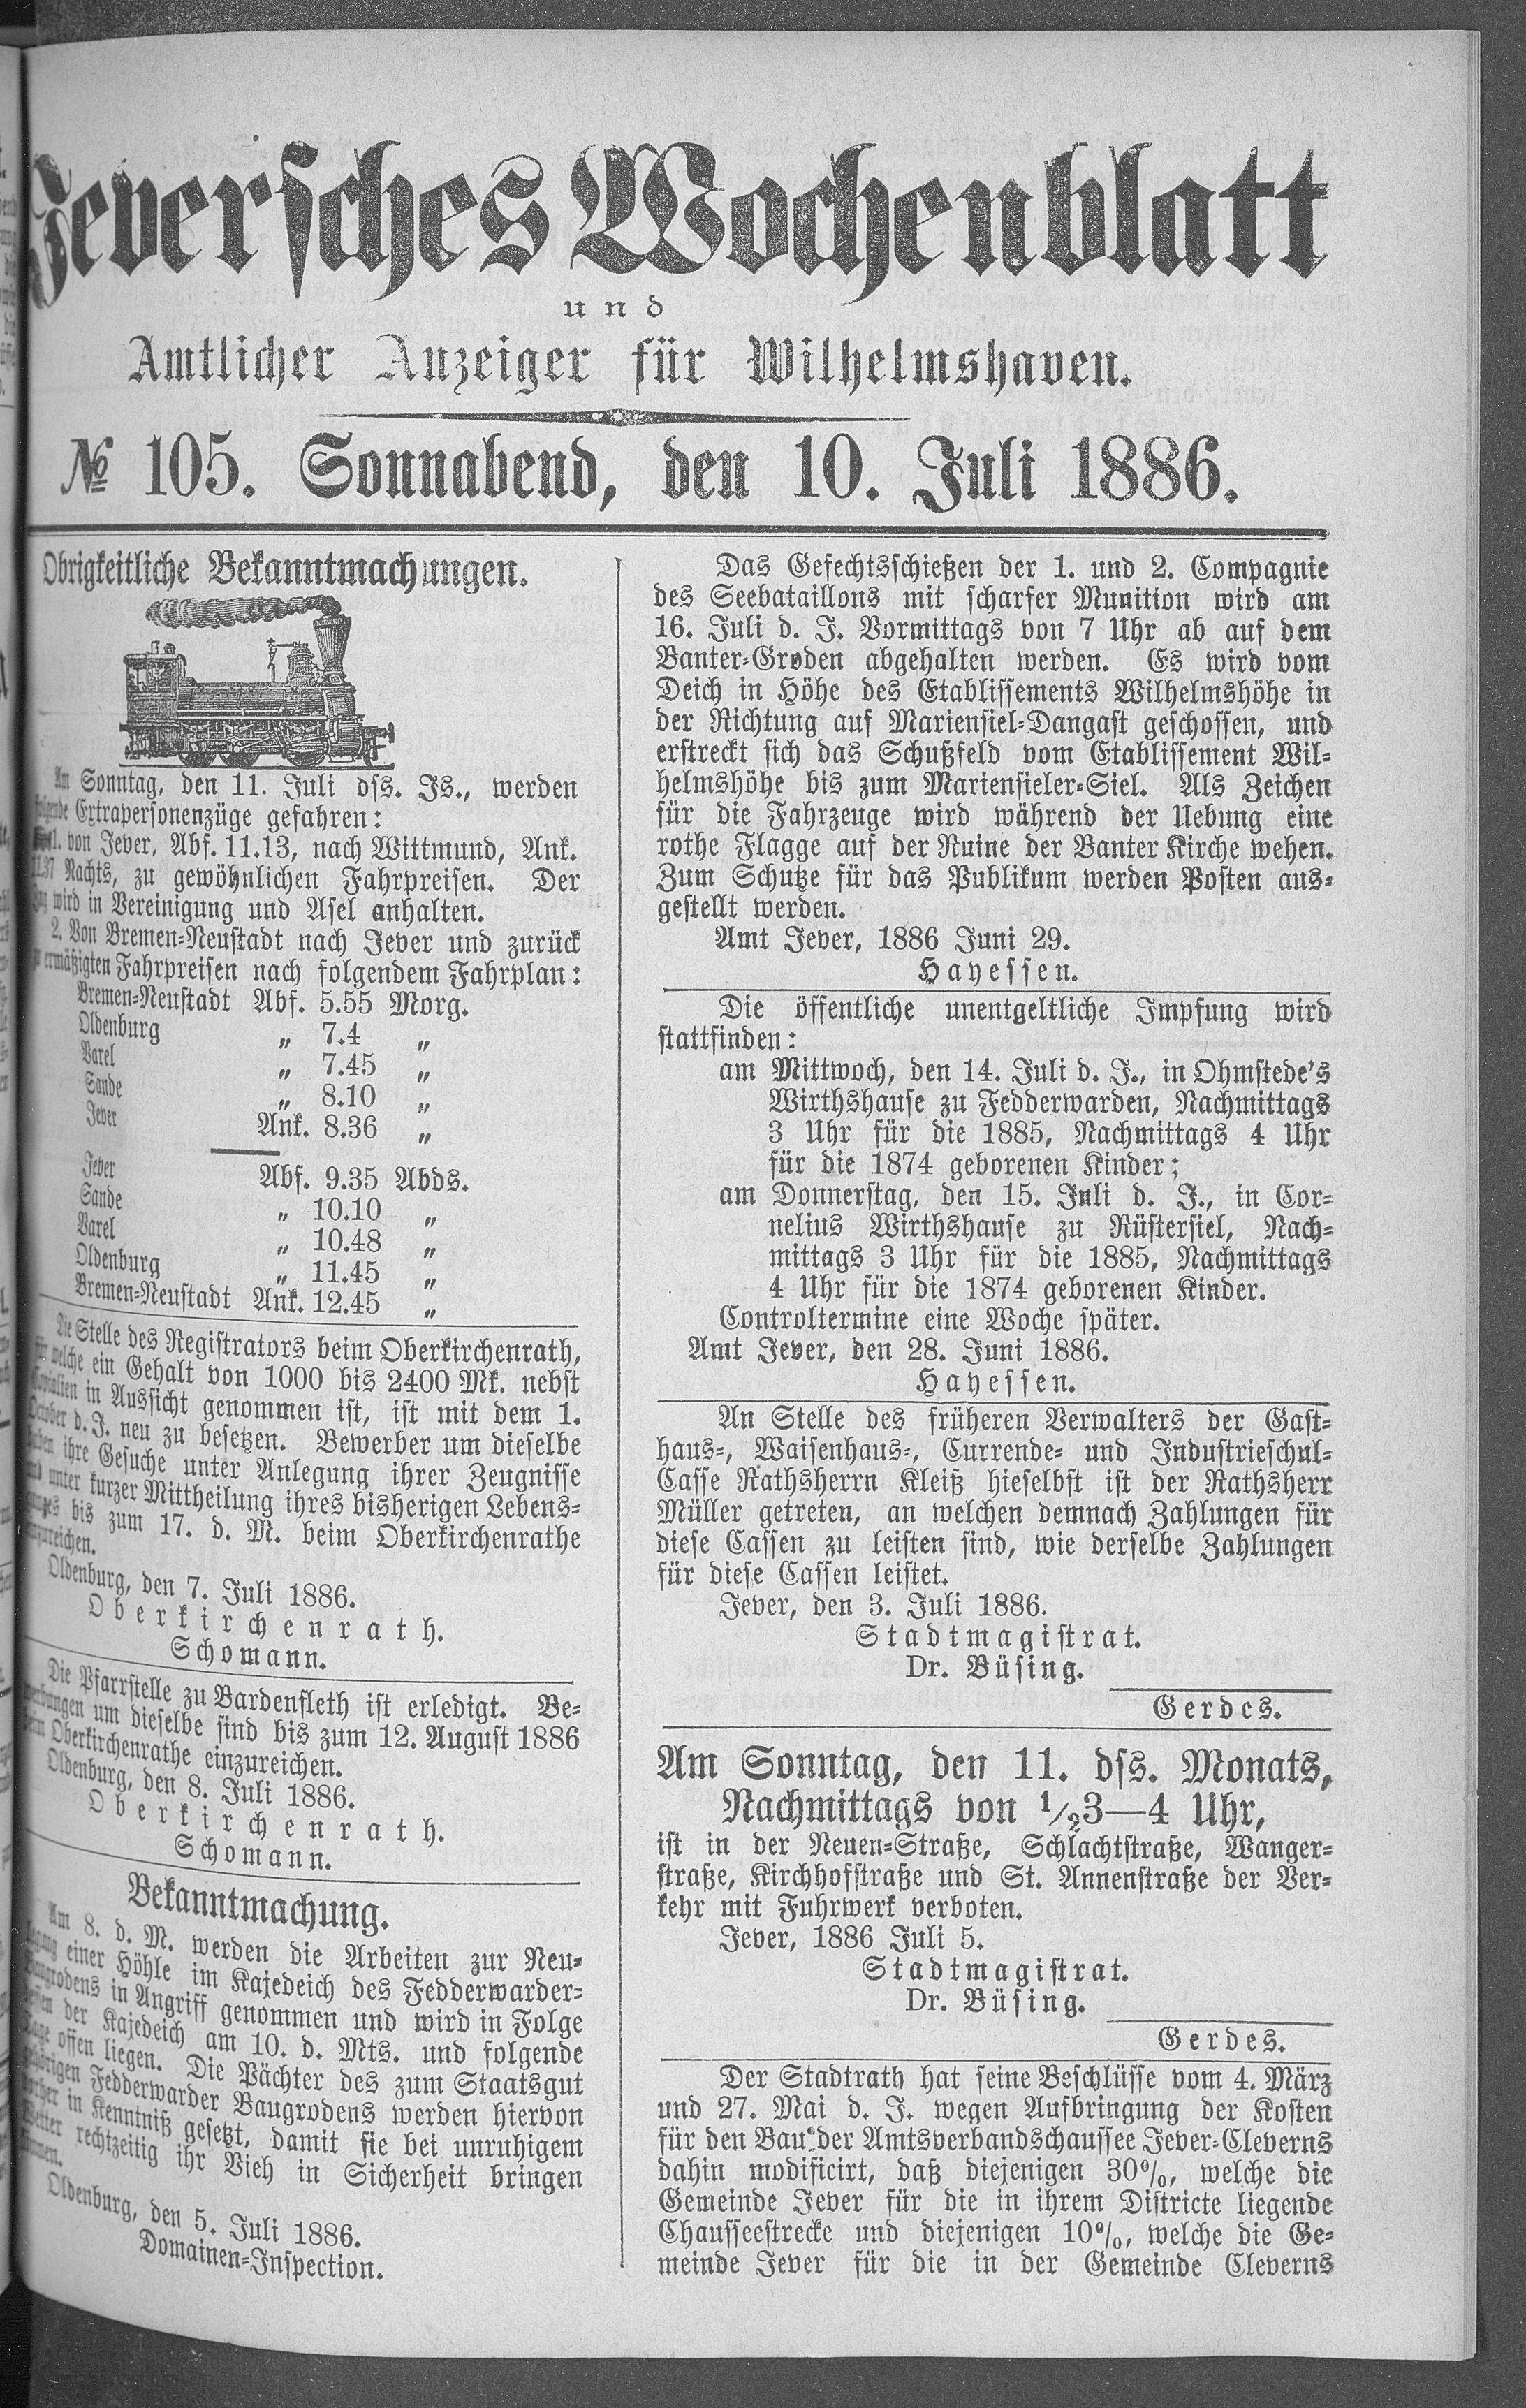 Jeversches Wochenblatt
und
Amtlicher Anzeiger für Wilhelmshaven.
№ 105. Sonnabend, den 10. Juli 1886.
Obrigkeitliche Bekanntmachungen.
Am Sonntag, den 11. Juli dss. Js., werden
folgende Extrapersonenzüge gefahren:
1. von Jever, Abf. 11.13, nach Wittmund, Ank.
11.37 Nachts, zu gewöhnlichen Fahrpreisen. Der
Zug wird in Vereinigung und Asel anhalten.
2. Von Bremen-Neustadt nach Jever und zurück
zu ermäßigten Fahrpreisen nach folgendem Fahrplan:
Bremen-Neustadt Abf. 5.55 Morg.
Oldenburg „ 7.4 „
Varel „ 7.45 „
Sande „ 8.10 „
Jever Ank. 8.36 „
Jever Abf. 9.35 Abds.
Sande „ 10.10 „
Varel „ 10.48 „
Oldenburg „ 11.45 „
Bremen-Neustadt Ank. 12.45 „
Die Stelle des Registrators beim Oberkirchenrath,
für welche ein Gehalt von 1000 bis 2400 Mk. nebst
in Aussicht genommen ist, ist mit dem 1.
October d. J. neu zu besetzen. Bewerber um dieselbe
haben ihre Gesuche unter Anlegung ihrer Zeugnisse
und unter kurzer Mittheilung ihres bisherigen Lebens-
ganges bis zum 17. d. M. beim Oberkirchenrathe
einzureichen.
Oldenburg, den 7. Juli 1886.
Oberkirchenrath.
Schomann.
Die Pfarrstelle zu Bardenfleth ist erledigt. Be-
werbungen um dieselbe sind bis zum 12. August 1886
beim Oberkirchenrathe einzureichen.
Oldenburg, den 8. Juli 1886.
Oberkirchenrath.
Schomann.
Bekanntmachung.
Am 8. d. M. werden die Arbeiten zur Neu-
legung einer Höhle im Kajedeich des Fedderwarder-
Baugrodens in Angriff genommen und wird in Folge
dessen der Kajedeich am 10. d. Mts. und folgende
Tage offen liegen. Die Pächter des zum Staatsgut
gehörigen Fedderwarder Baugrodens werden hiervon
vorher in Kenntniß gesetzt, damit sie bei unruhigem
Wetter rechtzeitig ihr Vieh in Sicherheit bringen
können.
Oldenburg, den 5. Juli 1886.
Domainen-Inspection.
Das Gefechtsschießen der 1. und 2. Compagnie
des Seebataillons mit scharfer Munition wird am
16. Juli d. J. Vormittags von 7 Uhr ab auf dem
Banter-Groden abgehalten werden. Es wird vom
Deich in Höhe des Etablissements Wilhelmshöhe in
der Richtung auf Mariensiel-Dangast geschossen, und
erstreckt sich das Schußfeld vom Etablissement Wil-
helmshöhe bis zum Mariensieler-Siel. Als Zeichen
für die Fahrzeuge wird während der Uebung eine
rothe Flagge auf der Ruine der Banter Kirche wehen.
Zum Schutze für das Publikum werden Posten aus-
gestellt werden.
Amt Jever, 1886 Juni 29.
Hayessen.
Die öffentliche unentgeltliche Impfung wird
stattfinden:
am Mittwoch, den 14. Juli d. J., in Ohmstede's
Wirthshause zu Fedderwarden, Nachmittags
3 Uhr für die 1885, Nachmittags 4 Uhr
für die 1874 geborenen Kinder;
am Donnerstag, den 15. Juli d. J., in Cor-
nelius Wirthshause zu Rüstersiel, Nach-
mittags 3 Uhr für die 1885, Nachmittags
4 Uhr für die 1874 geborenen Kinder.
Controltermine eine Woche später.
Amt Jever, den 28. Juni 1886.
Hayessen.
An Stelle des früheren Verwalters der Gast-
haus-, Waisenhaus-, Currende- und Industrieschul-
Casse Rathsherrn Kleiß hieselbst ist der Rathsherr
Müller getreten, an welchen demnach Zahlungen für
diese Cassen zu leisten sind, wie derselbe Zahlungen
für diese Cassen leistet.
Jever, den 3. Juli 1886.
Stadtmagistrat.
Dr. Büsing.
Gerdes.
Am Sonntag, den 11. dss. Monats,
Nachmittags von 1/23—4 Uhr,
ist in der Neuen-Straße, Schlachtstraße, Wanger-
straße, Kirchhofstraße und St. Annenstraße der Ver-
kehr mit Fuhrwerk verboten.
Jever, 1886 Juli 5.
Stadtmagistrat.
Dr. Büsing.
Gerdes.
Der Stadtrath hat seine Beschlüsse vom 4. März
und 27. Mai d. J. wegen Aufbringung der Kosten
für den Bau der Amtsverbandschaussee Jever-Cleverns
dahin modificirt, daß diejenigen 30%, welche die
Gemeinde Jever für die in ihrem Districte liegende
Chausseestrecke und diejenigen 10%, welche die Ge-
meinde Jever für die in der Gemeinde Cleverns